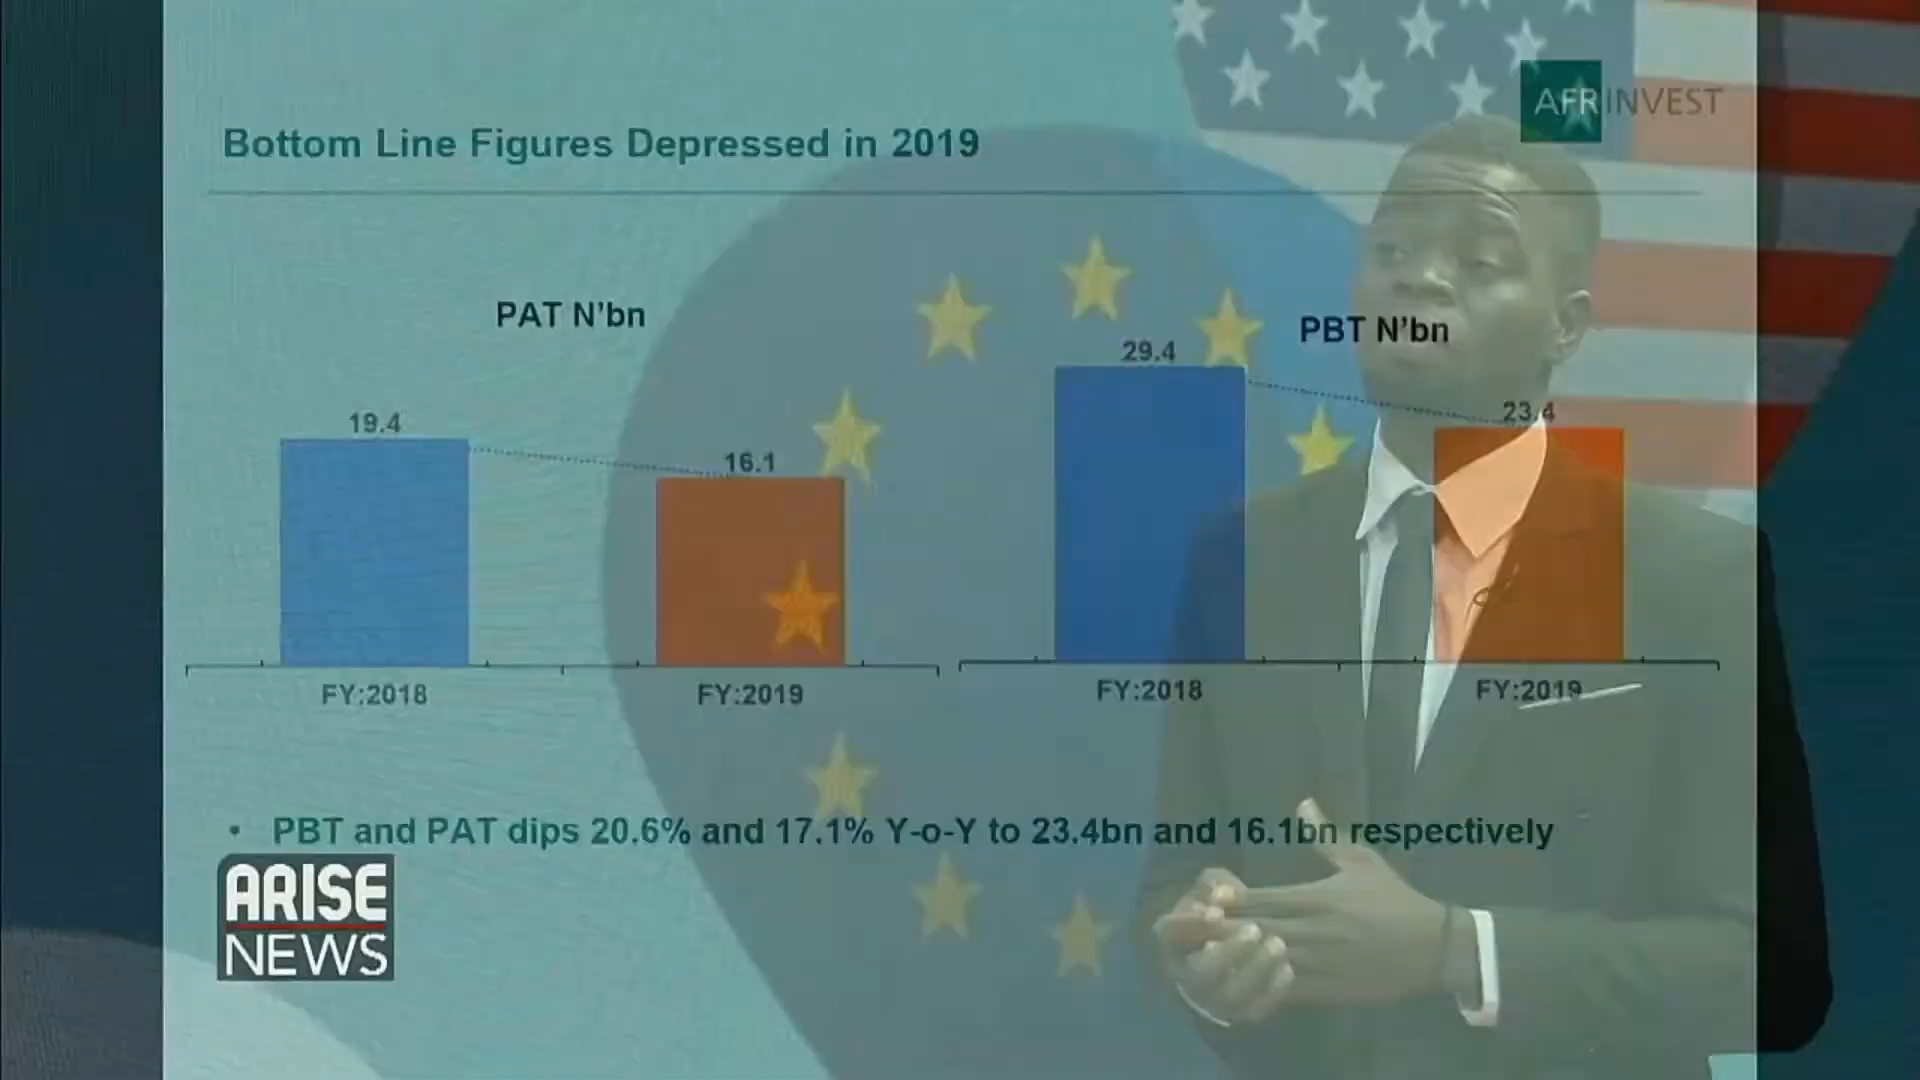 AFRINVEST
Bottom Line Figures Depressed in 2019
PAT N'bn
PBT N'bn
29.4
23.4
19.4
16.1
FY:2018
FY:2019
FY:2018
FY:2019
• PBT and PAT dips 20.6% and 17.1% Y-o-Y to 23.4bn and 16.1bn respectively
ARISE
NEWS